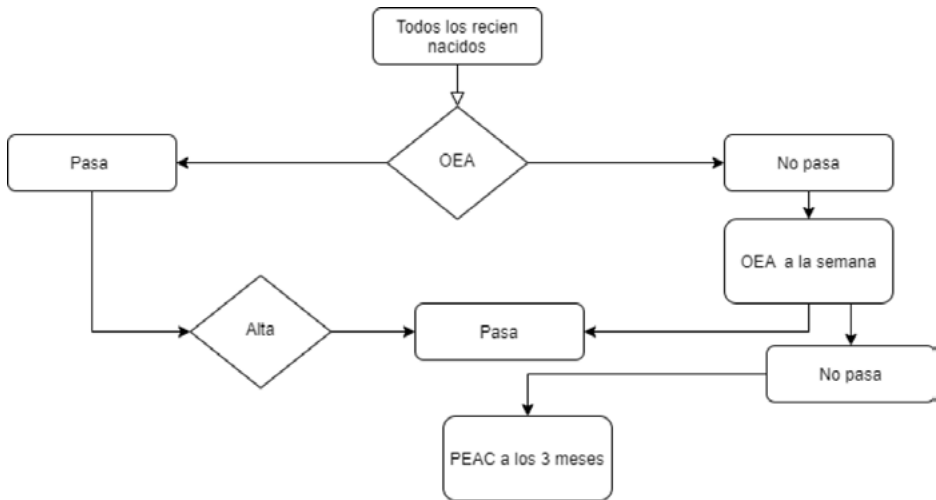 Todos los recien
nacidos
Pasa
OEA
No pasa
OEA a la semana
Alta
Pasa
No pasa
PEAC a los 3 meses